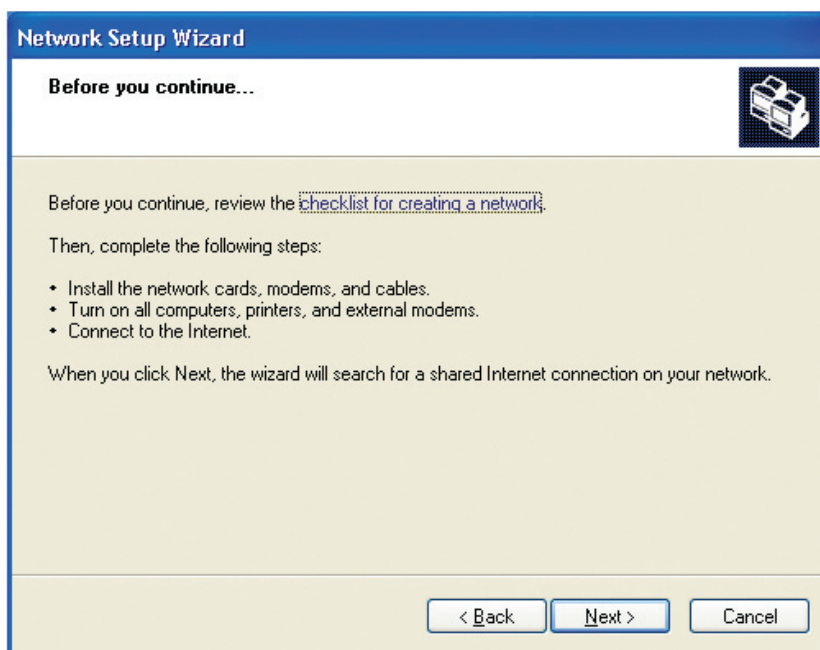 Network Setup Wizard
Before you continue...
Before you continue, review the checklist for creating a network.
Then, complete the following steps:
• Install the network cards, modems, and cables.
• Turn on all computers, printers, and external modems.
• Connect to the Internet.
When you click Next, the wizard will search for a shared Internet connection on your network.
< Back Next > Cancel